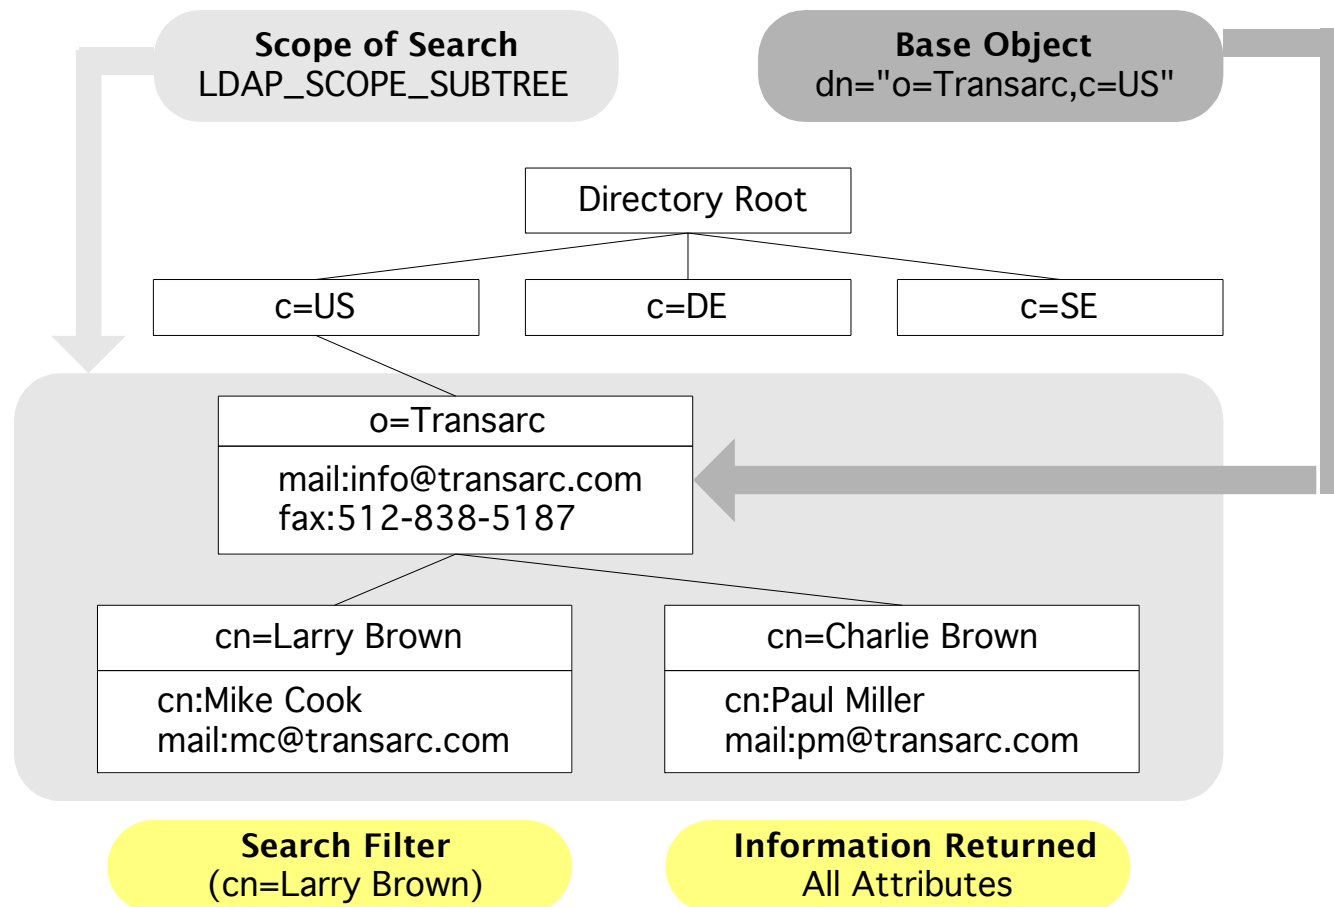 Scope of Search
LDAP_SCOPE_SUBTREE
Base Object
dn="o=Transarc,c=US"
Directory Root
c=US
c=DE
c=SE
o=Transarc
mail:info@transarc.com
fax:512-838-5187
cn=Larry Brown
cn:Mike Cook
mail:mc@transarc.com
cn=Charlie Brown
cn:Paul Miller
mail:pm@transarc.com
Search Filter
(cn=Larry Brown)
Information Returned
All Attributes